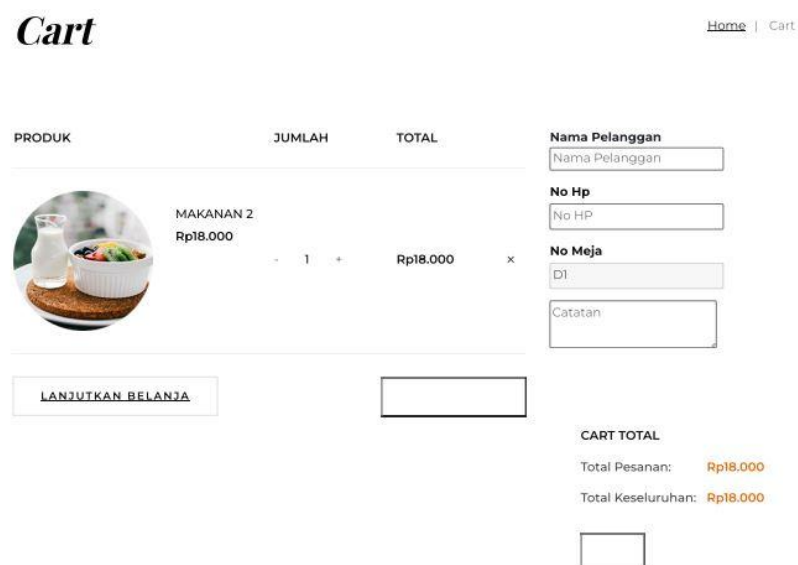 Cart
Home | Cart
PRODUK JUMLAH TOTAL
MAKANAN 2
Rp18.000
- 1 + Rp18.000 ×
LANJUTKAN BELANJA
Nama Pelanggan
Nama Pelanggan
No Hp
No HP
No Meja
D1
Catatan
CART TOTAL
Total Pesanan: Rp18.000
Total Keseluruhan: Rp18.000